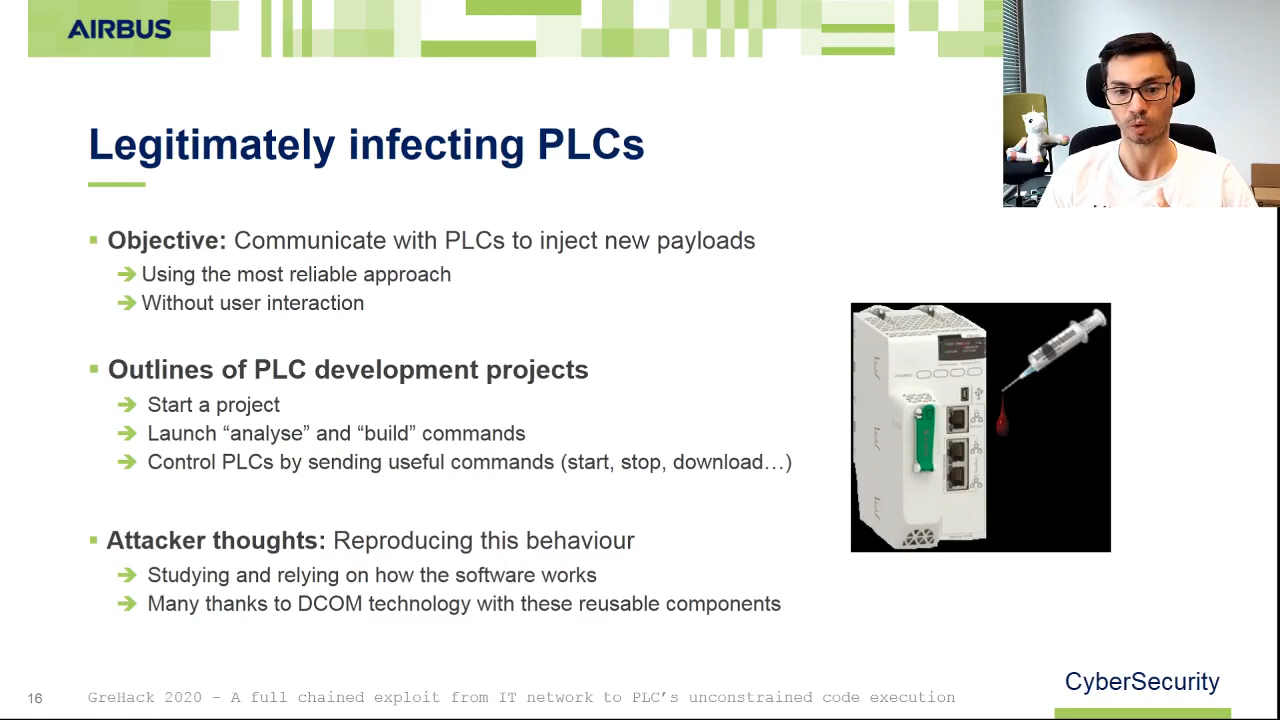 AIRBUS
Legitimately infecting PLCs
Objective: Communicate with PLCs to inject new payloads
Using the most reliable approach
Without user interaction
Outlines of PLC development projects
Start a project
Launch “analyse” and “build” commands
Control PLCs by sending useful commands (start, stop, download…)
Attacker thoughts: Reproducing this behaviour
Studying and relying on how the software works
Many thanks to DCOM technology with these reusable components
CyberSecurity
16
GreHack 2020 - A full chained exploit from IT network to PLC’s unconstrained code execution